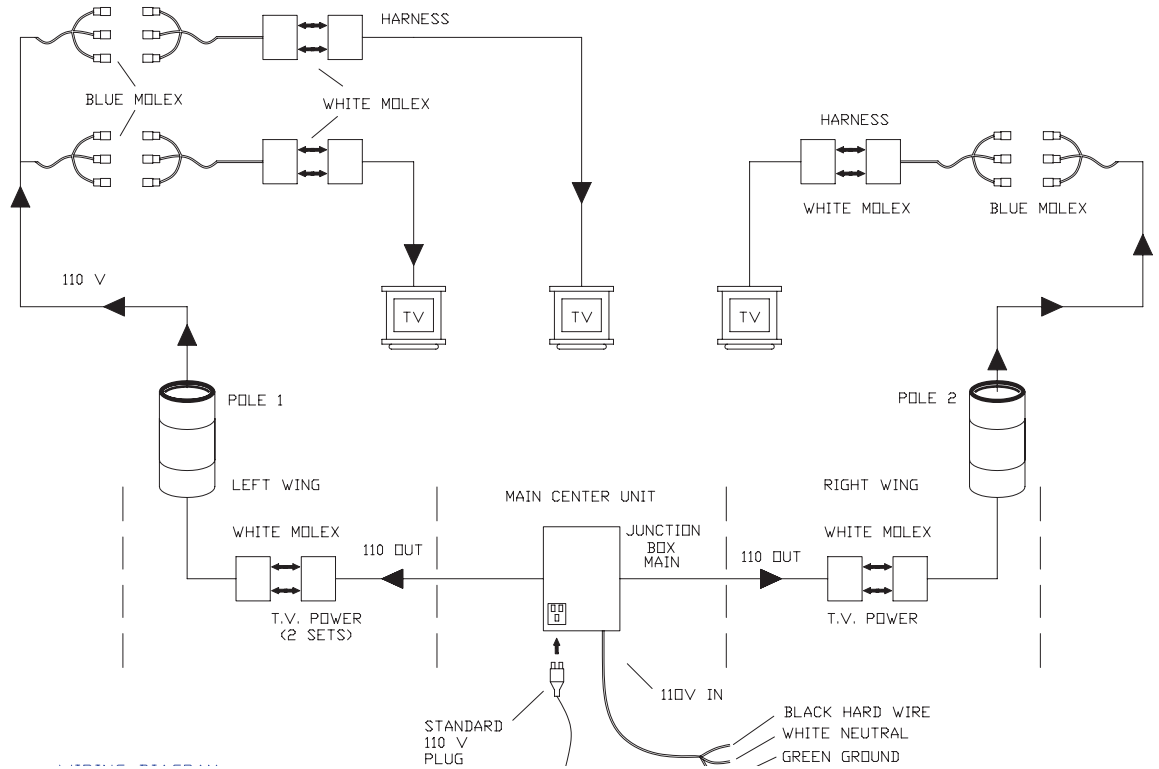 HARNESS
BLUE MOLEX
WHITE MOLEX
HARNESS
WHITE MOLEX
BLUE MOLEX
110 V
TV
TV
TV
POLE 1
POLE 2
LEFT WING
MAIN CENTER UNIT
RIGHT WING
WHITE MOLEX
110 OUT
JUNCTION
BOX
MAIN
110 OUT
WHITE MOLEX
T.V. POWER
(2 SETS)
T.V. POWER
110V IN
STANDARD
110 V
PLUG
BLACK HARD WIRE
WHITE NEUTRAL
GREEN GROUND
WIRING DIAGRAM